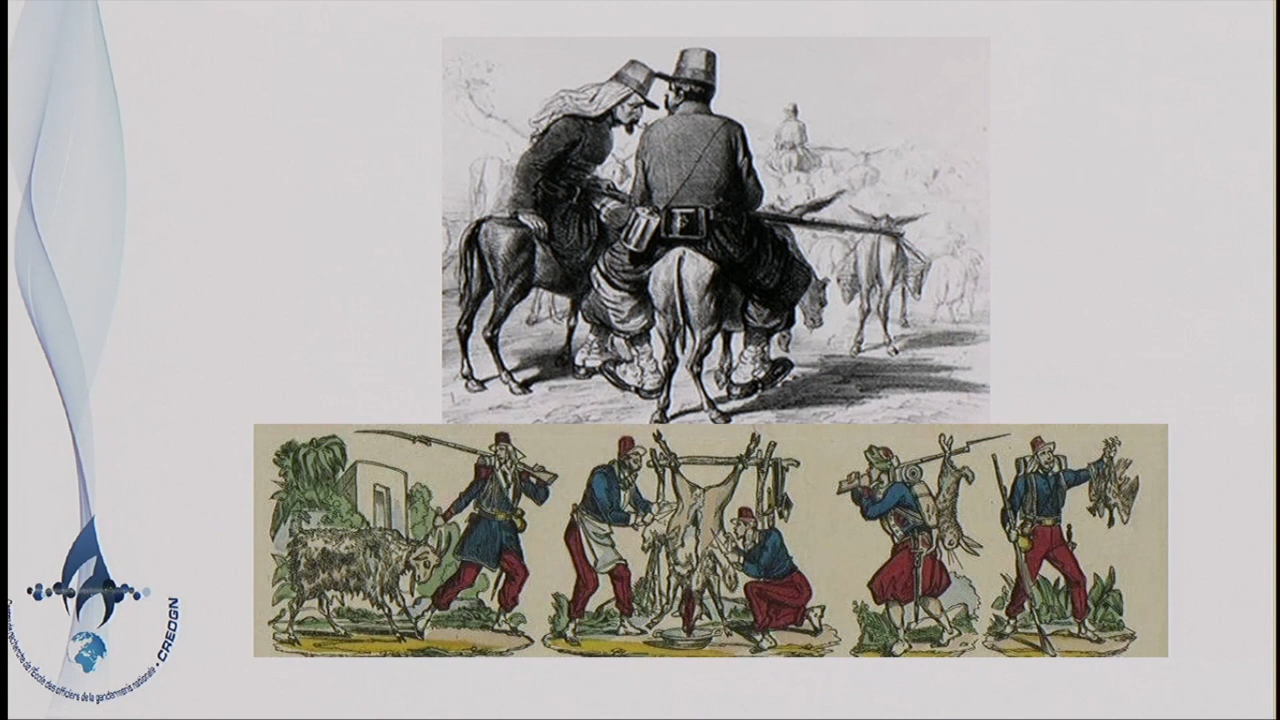 Centre de recherche de l'École des officiers de la gendarmerie nationale • CREOGN